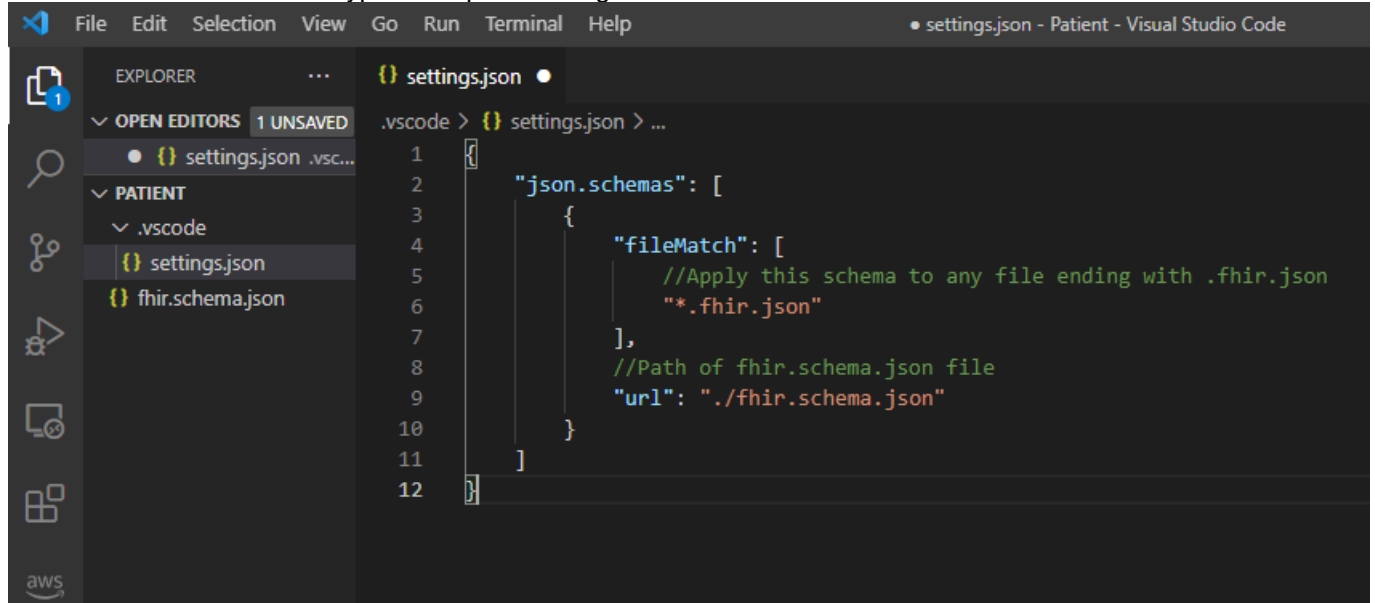 File Edit Selection View Go Run Terminal Help ● settings.json - Patient - Visual Studio Code
EXPLORER ...
{} settings.json ●
1
OPEN EDITORS 1 UNSAVED
.vscode > {} settings.json > ...
● {} settings.json .vsc...
PATIENT
.vscode
{} settings.json
{} fhir.schema.json
1 {
2 "json.schemas": [
3 {
4 "fileMatch": [
5 //Apply this schema to any file ending with .fhir.json
6 "*.fhir.json"
7 ],
8 //Path of fhir.schema.json file
9 "url": "./fhir.schema.json"
10 }
11 ]
12 }
aws